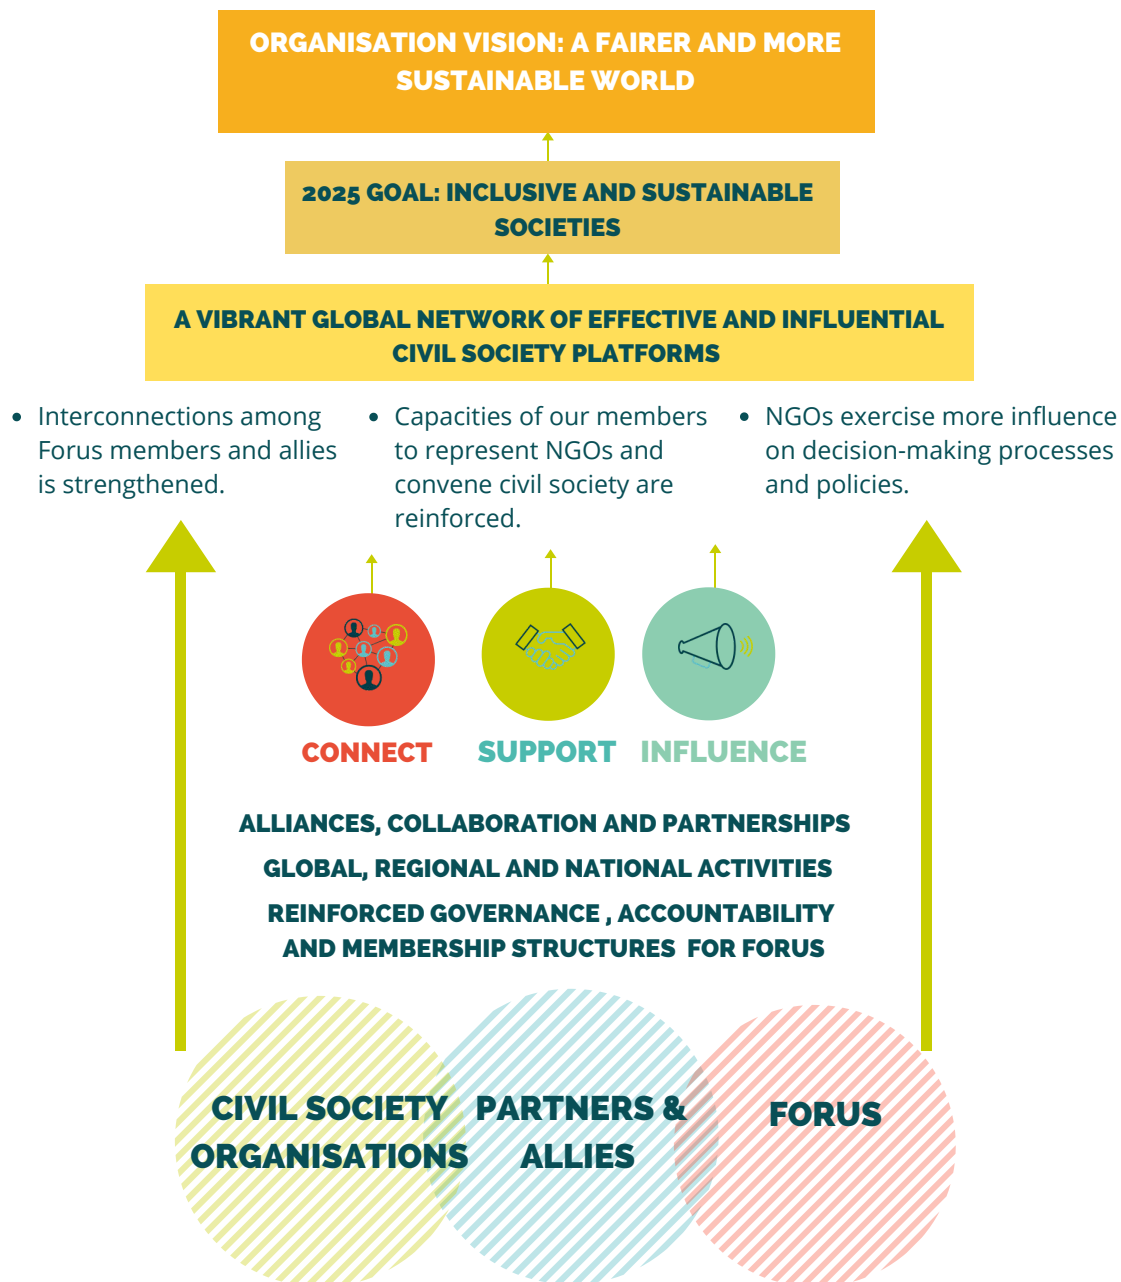 ORGANISATION VISION: A FAIRER AND MORE
SUSTAINABLE WORLD
2025 GOAL: INCLUSIVE AND SUSTAINABLE
SOCIETIES
A VIBRANT GLOBAL NETWORK OF EFFECTIVE AND INFLUENTIAL
CIVIL SOCIETY PLATFORMS
• Interconnections among
Forus members and allies
is strengthened.
• Capacities of our members
to represent NGOs and
convene civil society are
reinforced.
• NGOs exercise more influence
on decision-making processes
and policies.
CONNECT
SUPPORT
INFLUENCE
ALLIANCES, COLLABORATION AND PARTNERSHIPS
GLOBAL, REGIONAL AND NATIONAL ACTIVITIES
REINFORCED GOVERNANCE , ACCOUNTABILITY
AND MEMBERSHIP STRUCTURES FOR FORUS
CIVIL SOCIETY
ORGANISATIONS
PARTNERS &
ALLIES
FORUS